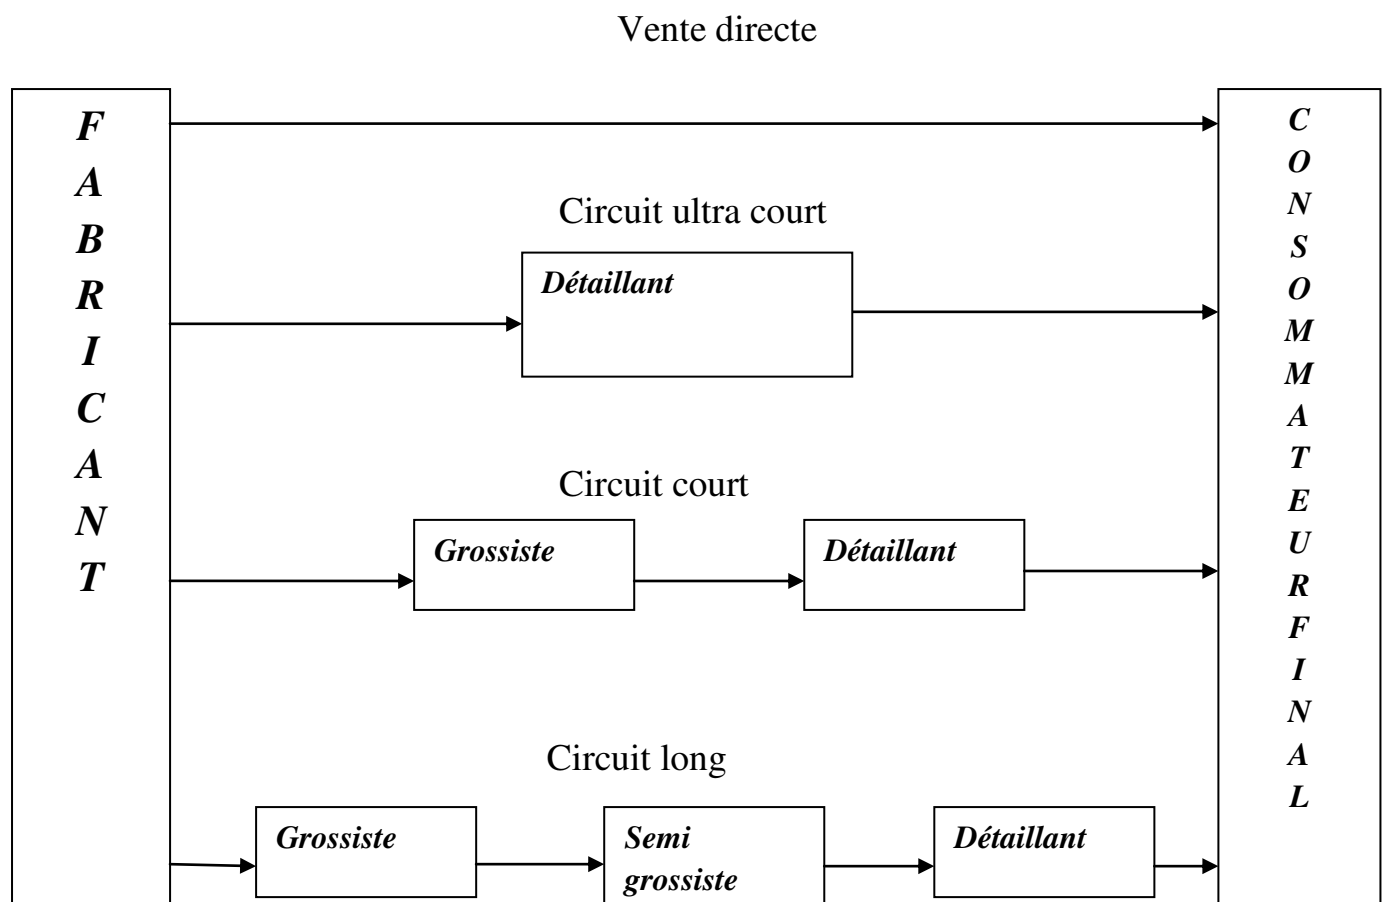 Vente directe
F
A
B
R
I
C
A
N
T
Circuit ultra court
Détaillant
Circuit court
Grossiste
Détaillant
Circuit long
Grossiste
Semi
grossiste
Détaillant
C
O
N
S
O
M
M
A
T
E
U
R
F
I
N
A
L